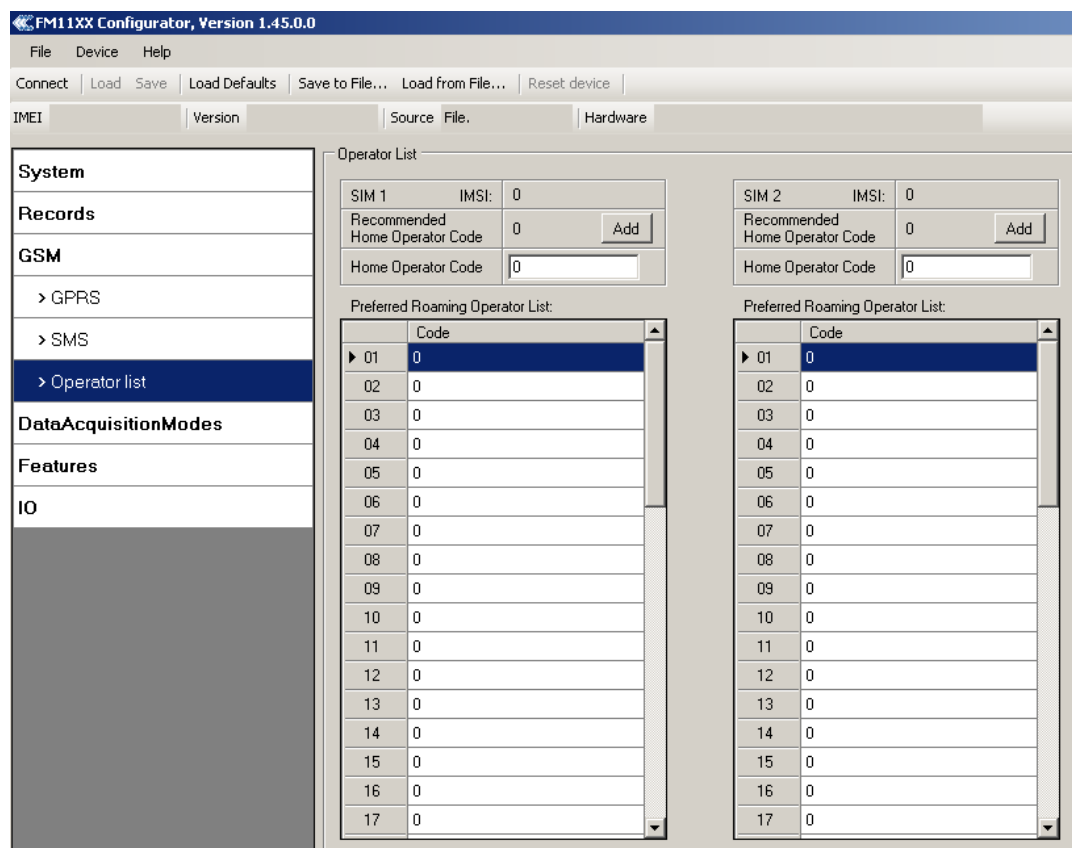 FM11XX Configurator, Version 1.45.0.0
File Device Help
Connect Load Save Load Defaults Save to File... Load from File... Reset device
IMEI Version Source File. Hardware
System
Records
GSM
> GPRS
> SMS
> Operator list
DataAcquisitionModes
Features
IO
Operator List
SIM 1 IMSI: 0
Recommended
Home Operator Code 0 Add
Home Operator Code 0
Preferred Roaming Operator List:
Code
01 0
02 0
03 0
04 0
05 0
06 0
07 0
08 0
09 0
10 0
11 0
12 0
13 0
14 0
15 0
16 0
17 0
SIM 2 IMSI: 0
Recommended
Home Operator Code 0 Add
Home Operator Code 0
Preferred Roaming Operator List:
Code
01 0
02 0
03 0
04 0
05 0
06 0
07 0
08 0
09 0
10 0
11 0
12 0
13 0
14 0
15 0
16 0
17 0